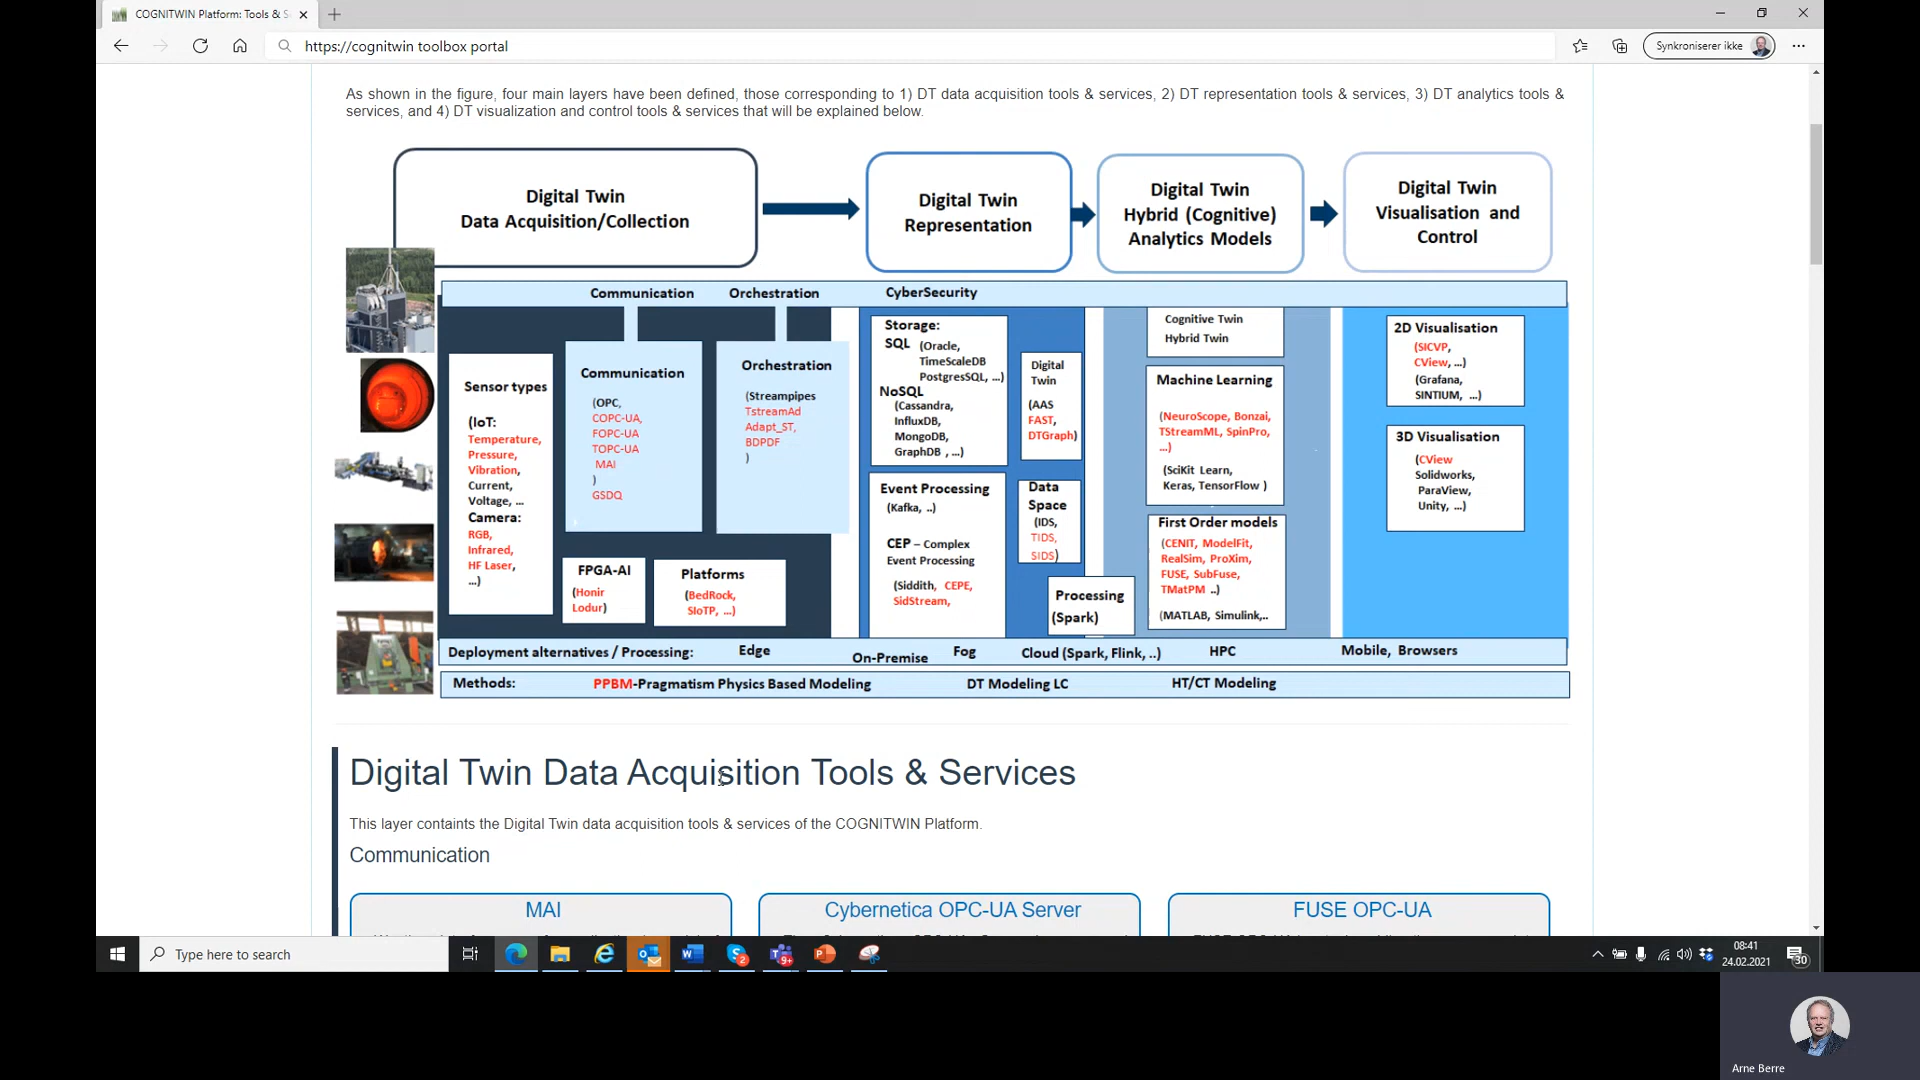 COGNITWIN Platform: Tools & S
https://cognitwin toolbox portal
Synkroniserer ikke
As shown in the figure, four main layers have been defined, those corresponding to 1) DT data acquisition tools & services, 2) DT representation tools & services, 3) DT analytics tools &
services, and 4) DT visualization and control tools & services that will be explained below.
Digital Twin
Data Acquisition/Collection
Digital Twin
Representation
Digital Twin
Hybrid (Cognitive)
Analytics Models
Digital Twin
Visualisation and
Control
Communication
Orchestration
CyberSecurity
Sensor types
(IoT:
Temperature,
Pressure,
Vibration,
Current,
Voltage, ...
Camera:
RGB,
Infrared,
HF Laser,
...)
Communication
(OPC,
COPC-UA,
FOPC-UA
TOPC-UA
MAI
)
GSDQ
Orchestration
(Streampipes
TstreamAd
Adapt_ST,
BDPDF
)
FPGA-AI
(Honir
Lodur)
Platforms
(BedRock,
SIoTP, ...)
Storage:
SQL (Oracle,
TimeScaleDB
PostgresSQL, ...)
NoSQL
(Cassandra,
InfluxDB,
MongoDB,
GraphDB , ...)
Event Processing
(Kafka, ..)
CEP – Complex
Event Processing
(Siddith, CEPE,
SidStream,
Digital
Twin
(AAS
FAST,
DTGraph)
Data
Space
(IDS,
TIDS,
SIDS)
Processing
(Spark)
Cognitive Twin
Hybrid Twin
Machine Learning
(NeuroScope, Bonzai,
TStreamML, SpinPro,
...)
(SciKit Learn,
Keras, TensorFlow )
First Order models
(CENIT, ModelFit,
RealSim, ProXim,
FUSE, SubFuse,
TMatPM ..)
(MATLAB, Simulink,..
2D Visualisation
(SICVP,
CView, ...)
(Grafana,
SINTIUM, ...)
3D Visualisation
(CView
Solidworks,
ParaView,
Unity, ...)
Deployment alternatives / Processing:
Edge
On-Premise
Fog
Cloud (Spark, Flink, ..)
HPC
Mobile, Browsers
Methods:
PPBM-Pragmatism Physics Based Modeling
DT Modeling LC
HT/CT Modeling
Digital Twin Data Acquisition Tools & Services
This layer containts the Digital Twin data acquisition tools & services of the COGNITWIN Platform.
Communication
MAI
Cybernetica OPC-UA Server
FUSE OPC-UA
Type here to search
2
9+
08:41
24.02.2021
30
Arne Berre